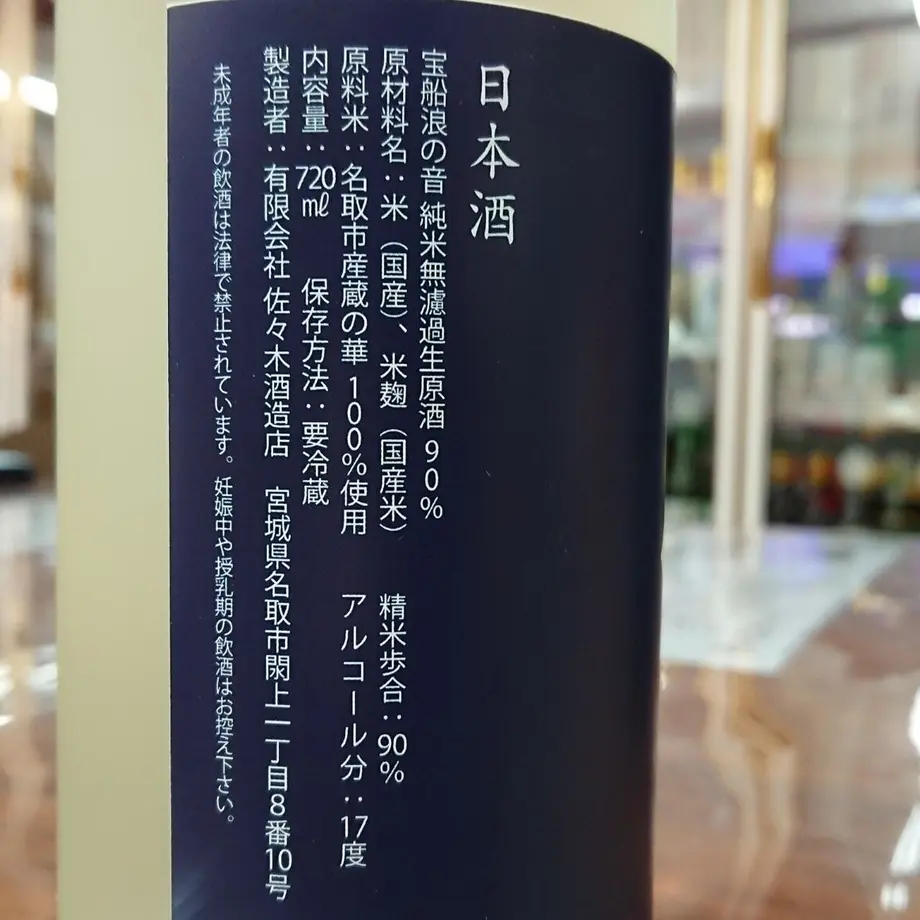 日本酒
宝船浪の音 純米無濾過生原酒 90%
原材料名：米（国産）、米麹（国産米） 精米歩合：90%
原料米：名取市産蔵の華 100%使用 アルコール分：17度
内容量：720㎖ 保存方法：要冷蔵
製造者：有限会社 佐々木酒造店 宮城県名取市閖上一丁目8番10号
未成年者の飲酒は法律で禁止されています。妊娠中や授乳期の飲酒はお控え下さい。